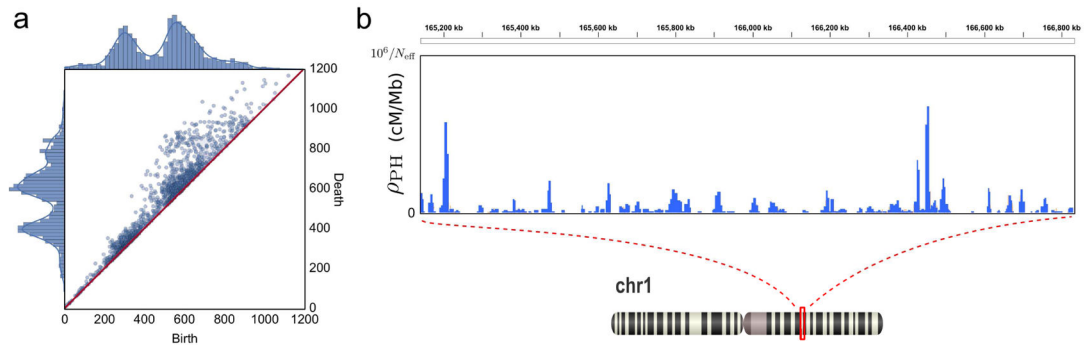 a
1200
1000
800
600
400
200
0
Death
0 200 400 600 800 1000 1200
Birth
b
165,200 kb 165,400 kb 165,600 kb 165,800 kb 166,000 kb 166,200 kb 166,400 kb 166,600 kb 166,800 kb
10⁶/N_eff
ρPH (cM/Mb)
0
chr1